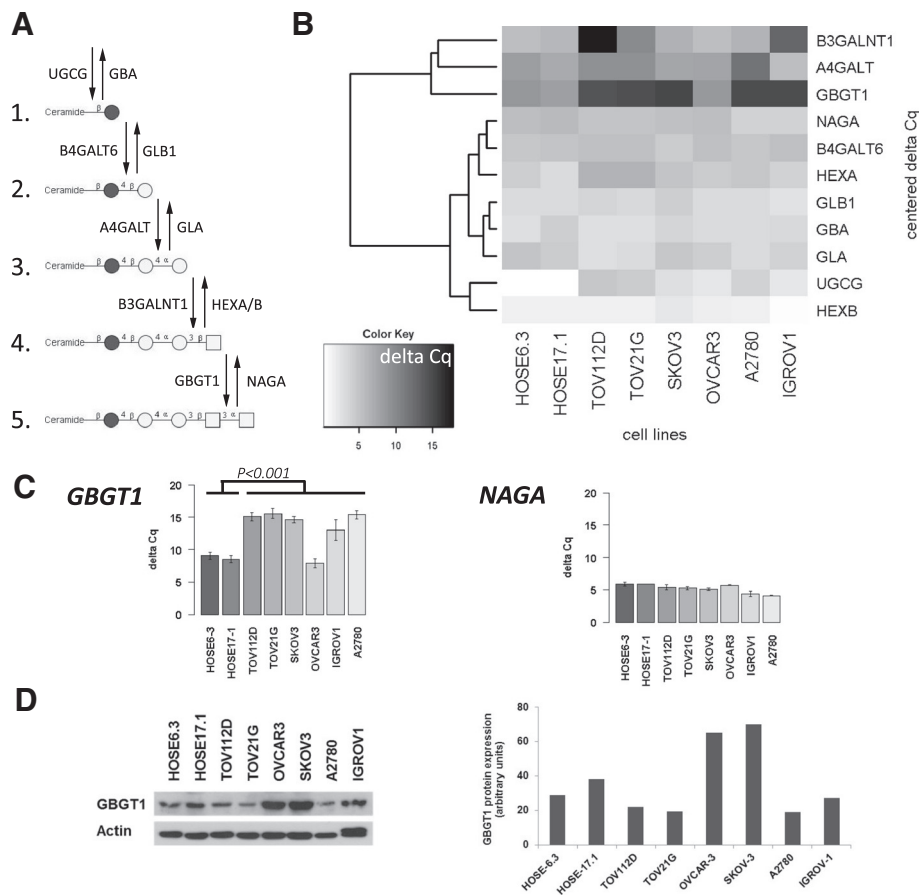 A
UGCG GBA
1. Ceramide β
B4GALT6 GLB1
2. Ceramide β 4 β
A4GALT GLA
3. Ceramide β 4 β 4 α
B3GALNT1 HEXA/B
4. Ceramide β 4 β 4 α 3 β
GBGT1 NAGA
5. Ceramide β 4 β 4 α 3 β 3 α
B
B3GALNT1
A4GALT
GBGT1
NAGA
B4GALT6
HEXA
GLB1
GBA
GLA
UGCG
HEXB
centered delta Cq
HOSE6.3
HOSE17.1
TOV112D
TOV21G
SKOV3
OVCAR3
A2780
IGROV1
cell lines
Color Key
delta Cq
5 10 15
C
GBGT1
P<0.001
delta Cq
20
15
10
5
0
HOSE6-3
HOSE17-1
TOV112D
TOV21G
SKOV3
OVCAR3
IGROV1
A2780
NAGA
delta Cq
20
15
10
5
0
HOSE6-3
HOSE17-1
TOV112D
TOV21G
SKOV3
OVCAR3
IGROV1
A2780
D
HOSE6.3
HOSE17.1
TOV112D
TOV21G
OVCAR3
SKOV3
A2780
IGROV1
GBGT1
Actin
GBGT1 protein expression
(arbitrary units)
80
60
40
20
0
HOSE-6.3
HOSE-17.1
TOV112D
TOV21G
OVCAR-3
SKOV-3
A2780
IGROV-1